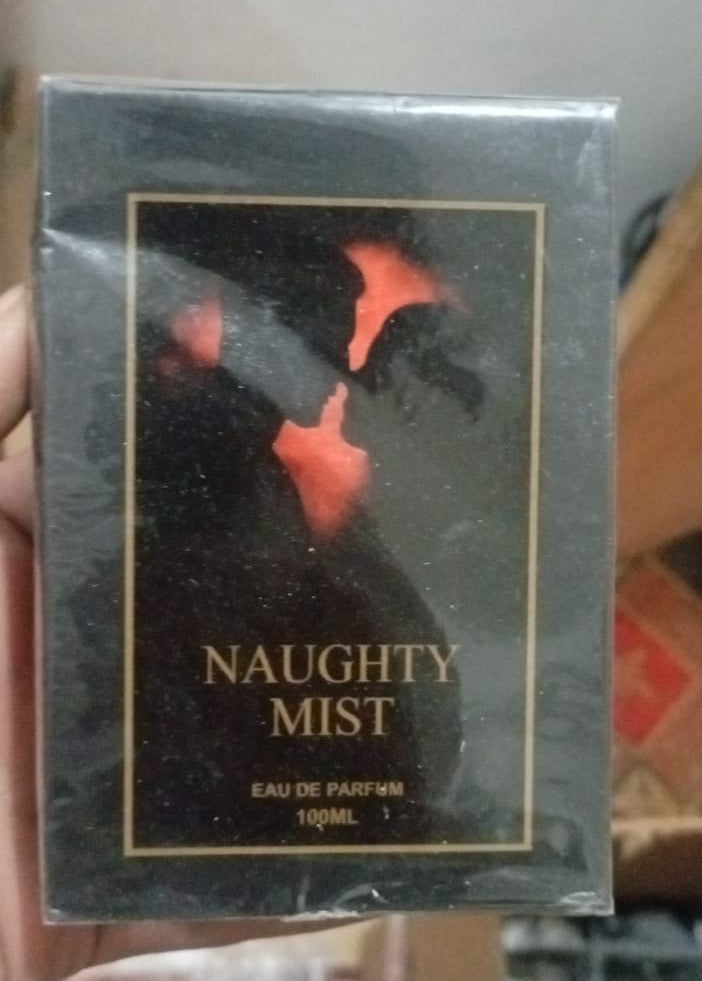 NAUGHTY
MIST
EAU DE PARFUM
100ML